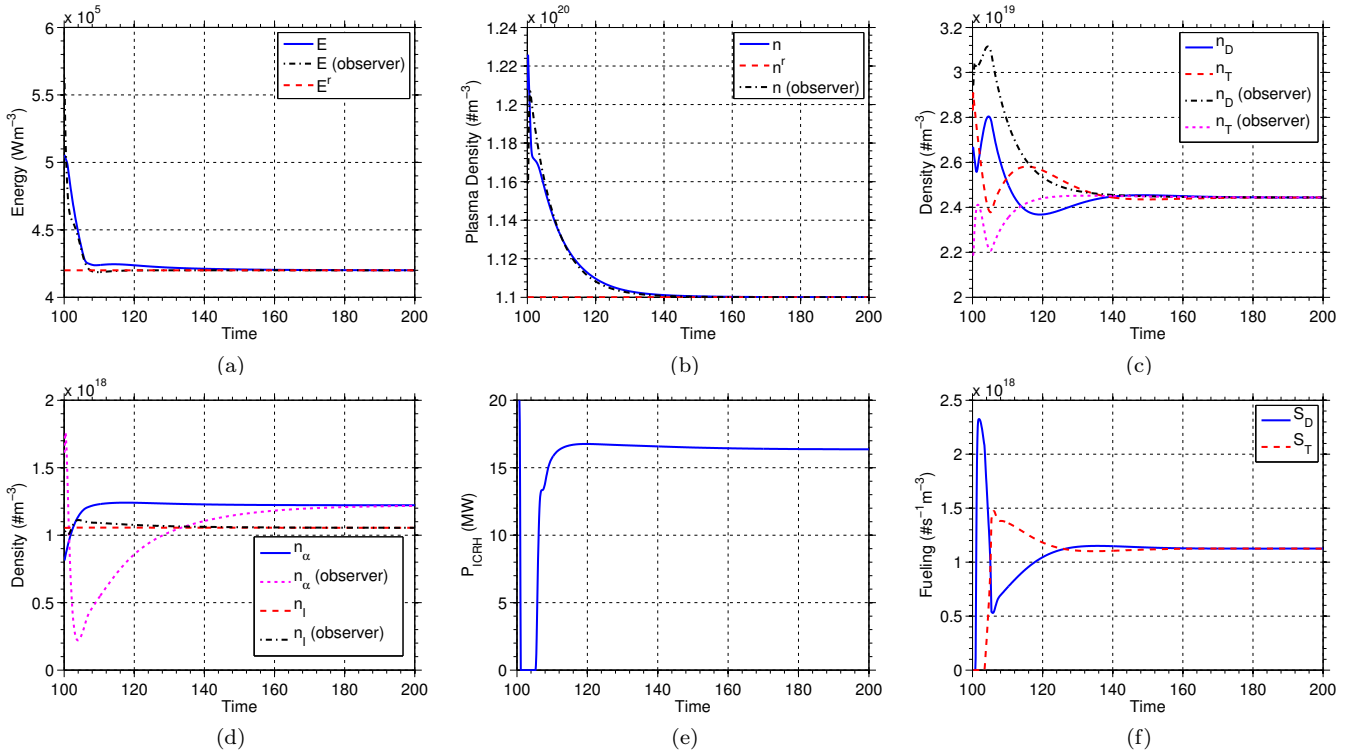 x 10^5
6
5.5
5
4.5
4
Energy (Wm^−3)
E
E (observer)
E^r
100 120 140 160 180 200
Time
(a)
x 10^20
1.24
1.22
1.20
1.18
1.16
1.14
1.12
1.1
Plasma Density (#m^−3)
n
n^r
n (observer)
100 120 140 160 180 200
Time
(b)
x 10^19
3.2
3
2.8
2.6
2.4
2.2
2
Density (#m^−3)
n_D
n_T
n_D (observer)
n_T (observer)
100 120 140 160 180 200
Time
(c)
x 10^18
2
1.5
1
0.5
0
Density (#m^−3)
n_α
n_α (observer)
n_I
n_I (observer)
100 120 140 160 180 200
Time
(d)
20
15
10
5
0
P_ICRH (MW)
100 120 140 160 180 200
Time
(e)
x 10^18
2.5
2
1.5
1
0.5
0
Fueling (#s^−1m^−3)
S_D
S_T
100 120 140 160 180 200
Time
(f)